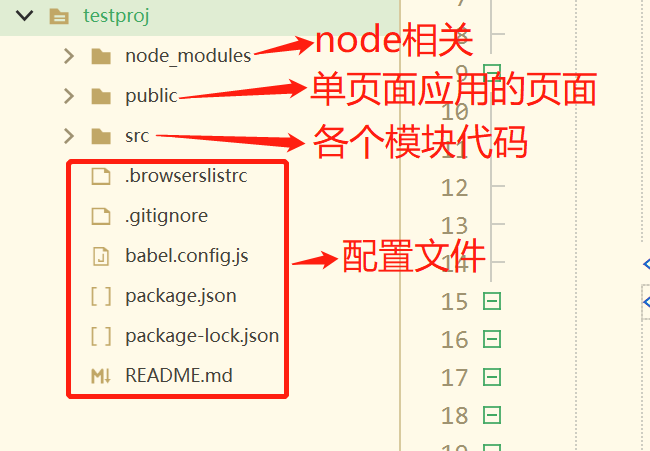 testproj
node_modules
node相关
public
单页面应用的页面
src
各个模块代码
.browserslistrc
.gitignore
babel.config.js
配置文件
package.json
package-lock.json
README.md
7
8
9
10
11
12
13
14
15
16
17
18